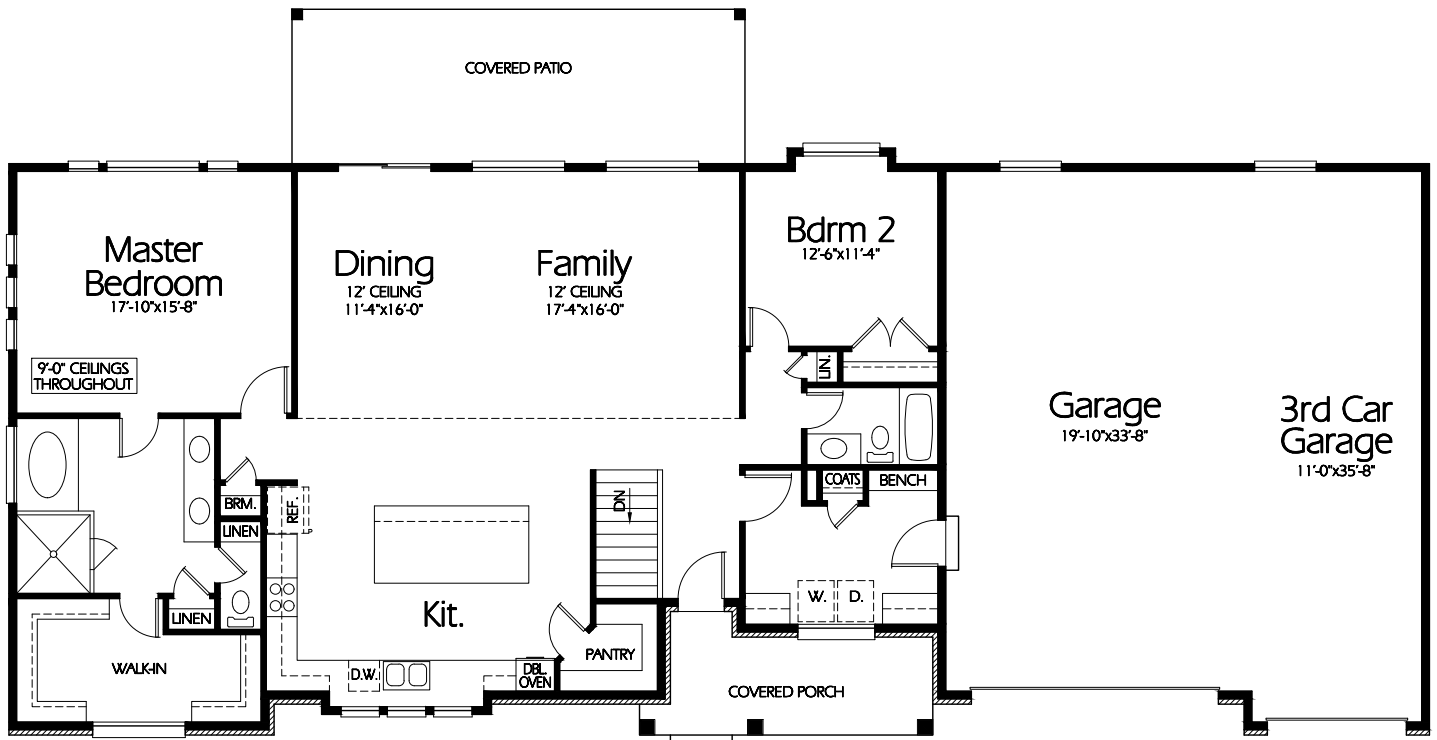 COVERED PATIO
Master
Bedroom
17'-10"x15'-8"
9'-0" CEILINGS
THROUGHOUT
Dining
12' CEILING
11'-4"x16'-0"
Family
12' CEILING
17'-4"x16'-0"
Bdrm 2
12'-6"x11'-4"
LIN.
Garage
19'-10"x33'-8"
3rd Car
Garage
11'-0"x35'-8"
COATS
BENCH
BRM.
REF.
DN
LINEN
LINEN
Kit.
W.
D.
WALK-IN
D.W.
DBL.
OVEN
PANTRY
COVERED PORCH